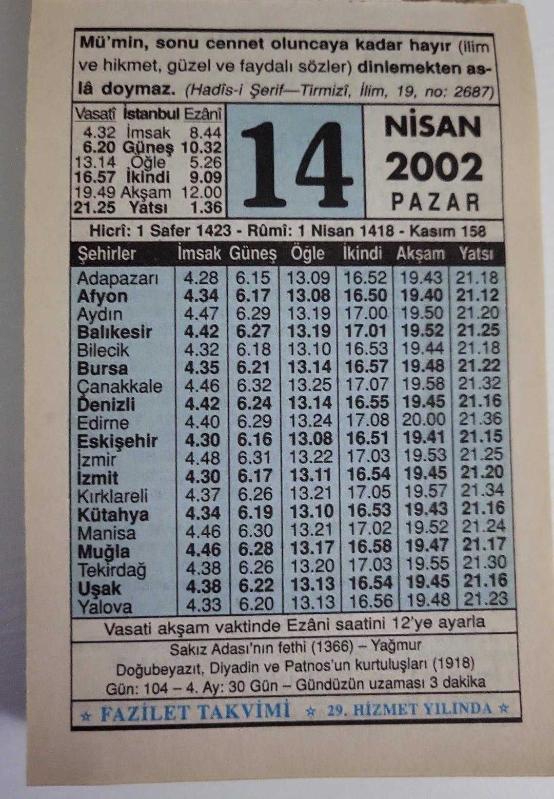 Mü'min, sonu cennet oluncaya kadar hayır (ilim
ve hikmet, güzel ve faydalı sözler) dinlemekten as-
lâ doymaz. (Hadîs-i Şerif—Tirmizî, İlim, 19, no: 2687)
Vasatî İstanbul Ezânî
4.32 İmsak 8.44
6.20 Güneş 10.32
13.14 Öğle 5.26
16.57 İkindi 9.09
19.49 Akşam 12.00
21.25 Yatsı 1.36
14
NİSAN
2002
PAZAR
Hicrî: 1 Safer 1423 - Rûmî: 1 Nisan 1418 - Kasım 158
Şehirler İmsak Güneş Öğle İkindi Akşam Yatsı
Adapazarı 4.28 6.15 13.09 16.52 19.43 21.18
Afyon 4.34 6.17 13.08 16.50 19.40 21.12
Aydın 4.47 6.29 13.19 17.00 19.50 21.20
Balıkesir 4.42 6.27 13.19 17.01 19.52 21.25
Bilecik 4.32 6.18 13.10 16.53 19.44 21.18
Bursa 4.35 6.21 13.14 16.57 19.48 21.22
Çanakkale 4.46 6.32 13.25 17.07 19.58 21.32
Denizli 4.42 6.24 13.14 16.55 19.45 21.16
Edirne 4.40 6.29 13.24 17.08 20.00 21.36
Eskişehir 4.30 6.16 13.08 16.51 19.41 21.15
İzmir 4.48 6.31 13.22 17.03 19.53 21.25
İzmit 4.30 6.17 13.11 16.54 19.45 21.20
Kırklareli 4.37 6.26 13.21 17.05 19.57 21.34
Kütahya 4.34 6.19 13.10 16.53 19.43 21.16
Manisa 4.46 6.30 13.21 17.02 19.52 21.24
Muğla 4.46 6.28 13.17 16.58 19.47 21.17
Tekirdağ 4.38 6.26 13.20 17.03 19.55 21.30
Uşak 4.38 6.22 13.13 16.54 19.45 21.16
Yalova 4.33 6.20 13.13 16.56 19.48 21.23
Vasati akşam vaktinde Ezâni saatini 12'ye ayarla
Sakız Adası'nın fethi (1366) – Yağmur
Doğubeyazıt, Diyadin ve Patnos'un kurtuluşları (1918)
Gün: 104 – 4. Ay: 30 Gün – Gündüzün uzaması 3 dakika
☆ FAZİLET TAKVİMİ ☆ 29. HİZMET YILINDA ☆